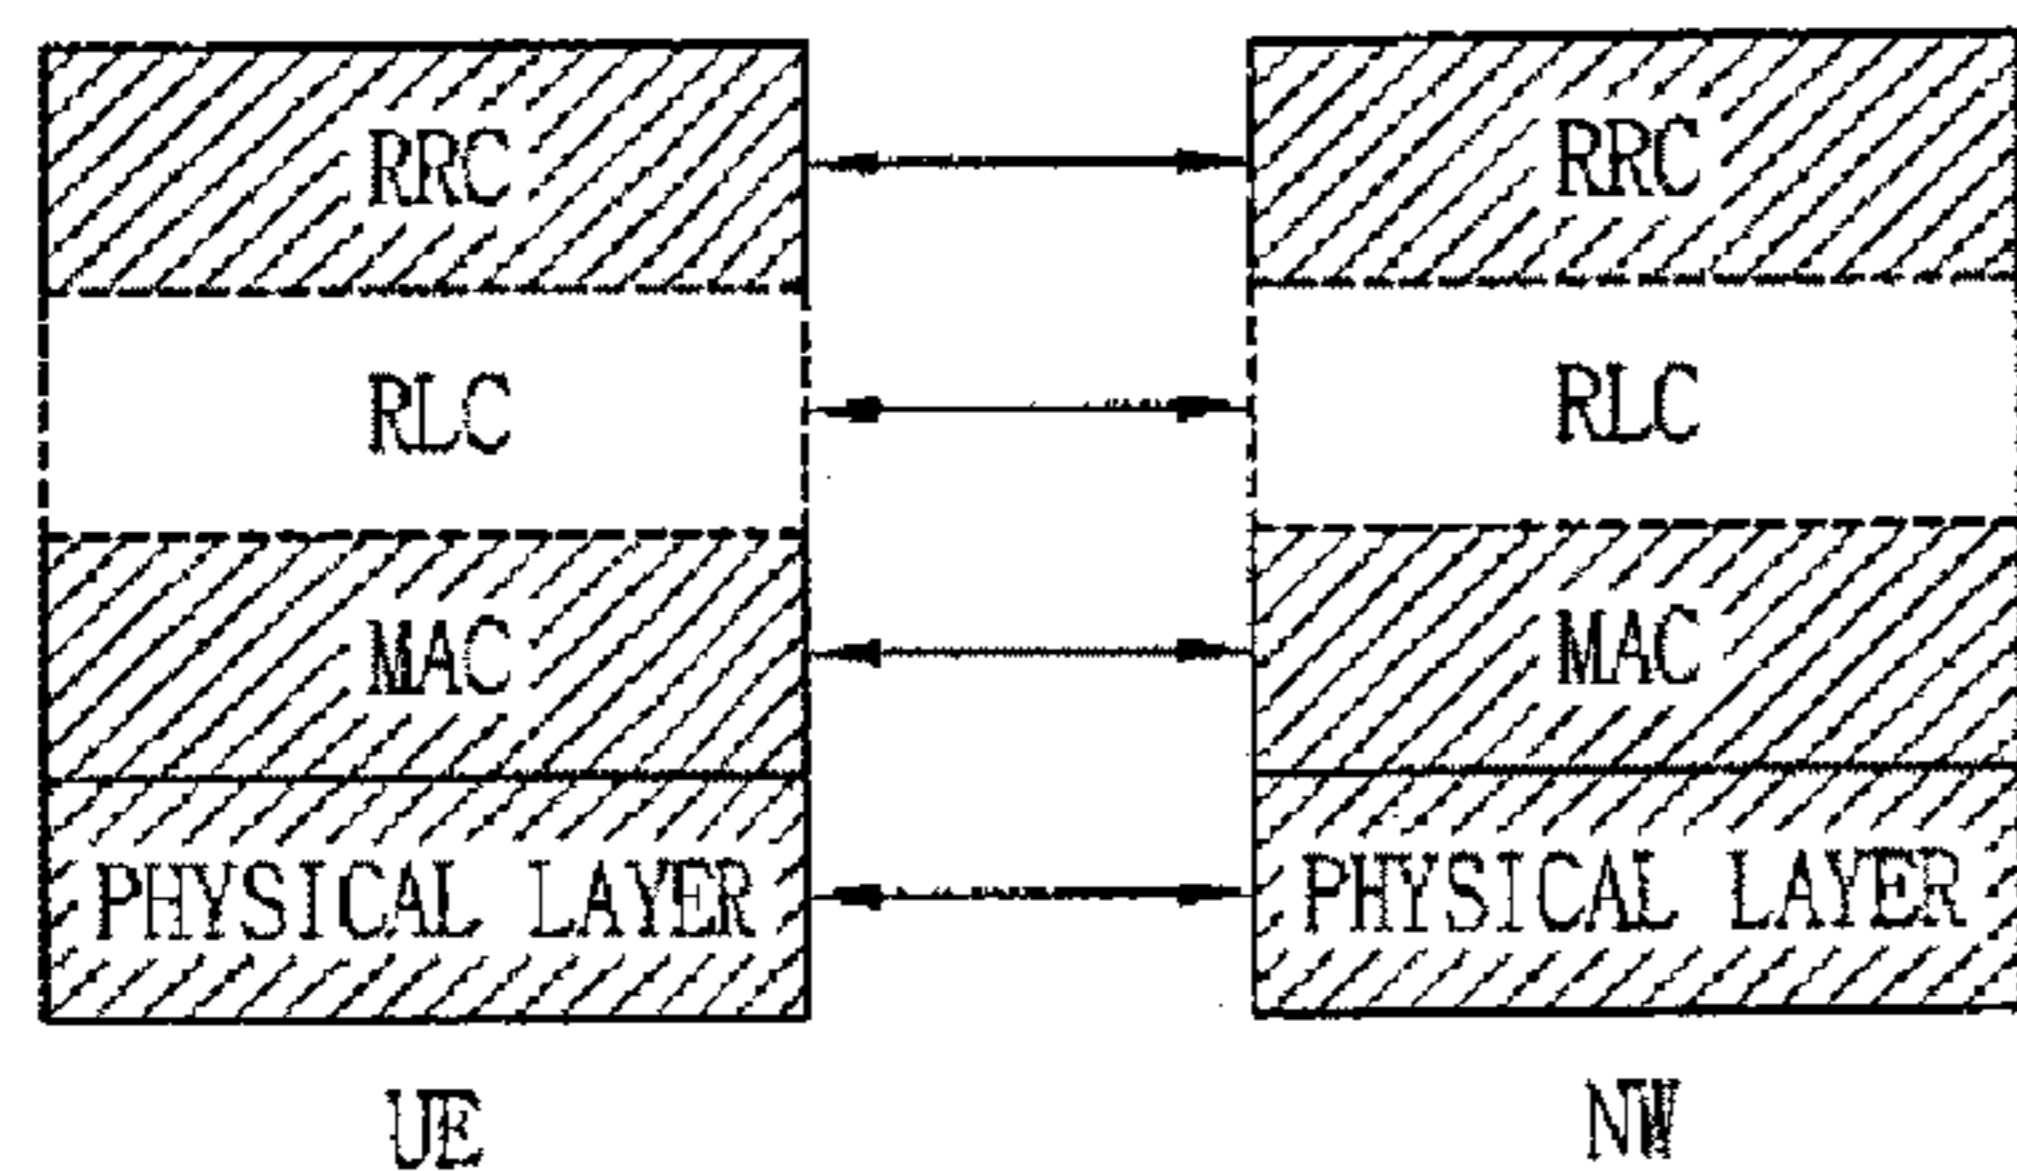 RRC RRC
RLC RLC
MAC MAC
PHYSICAL LAYER PHYSICAL LAYER
UE NW